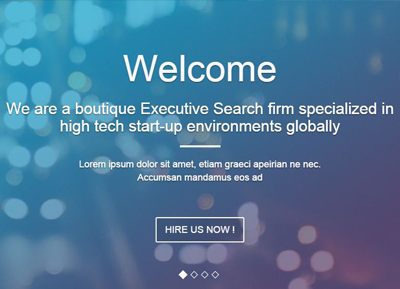 Welcome
We are a boutique Executive Search firm specialized in
high tech start-up environments globally
Lorem ipsum dolor sit amet, etiam graeci apeirian ne nec.
Accumsan mandamus eos ad
HIRE US NOW !